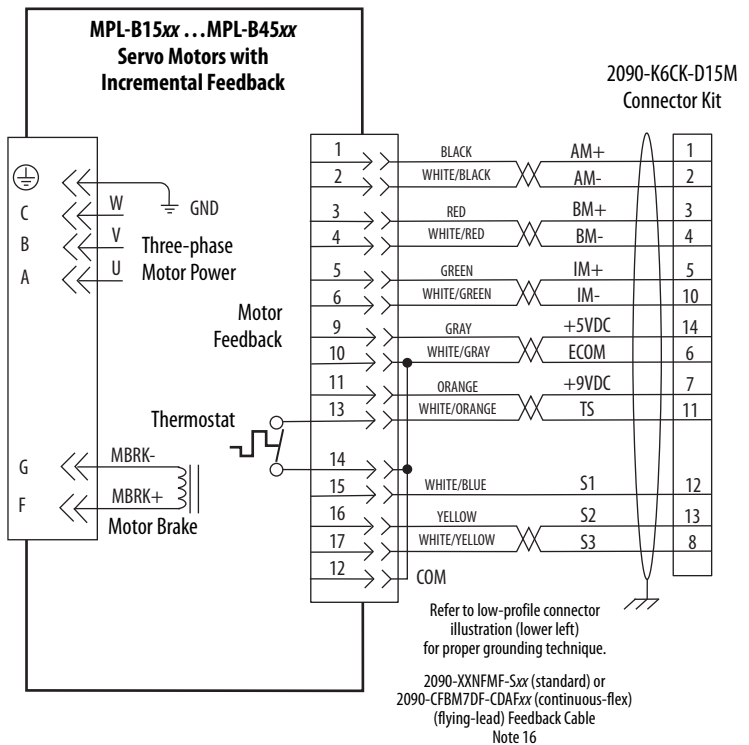 MPL-B15xx …MPL-B45xx
Servo Motors with
Incremental Feedback
2090-K6CK-D15M
Connector Kit
C
B
A
W
V
U
GND
Three-phase
Motor Power
Motor
Feedback
Thermostat
G
F
MBRK-
MBRK+
Motor Brake
1 BLACK AM+ 1
2 WHITE/BLACK AM- 2
3 RED BM+ 3
4 WHITE/RED BM- 4
5 GREEN IM+ 5
6 WHITE/GREEN IM- 10
9 GRAY +5VDC 14
10 WHITE/GRAY ECOM 6
11 ORANGE +9VDC 7
13 WHITE/ORANGE TS 11
14
15 WHITE/BLUE S1 12
16 YELLOW S2 13
17 WHITE/YELLOW S3 8
12 COM
Refer to low-profile connector
illustration (lower left)
for proper grounding technique.
2090-XXNFMF-Sxx (standard) or
2090-CFBM7DF-CDAFxx (continuous-flex)
(flying-lead) Feedback Cable
Note 16